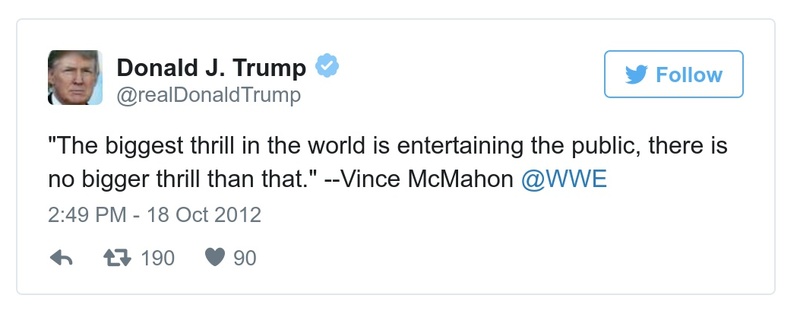 Donald J. Trump
@realDonaldTrump
Follow
"The biggest thrill in the world is entertaining the public, there is
no bigger thrill than that." --Vince McMahon @WWE
2:49 PM - 18 Oct 2012
190 90